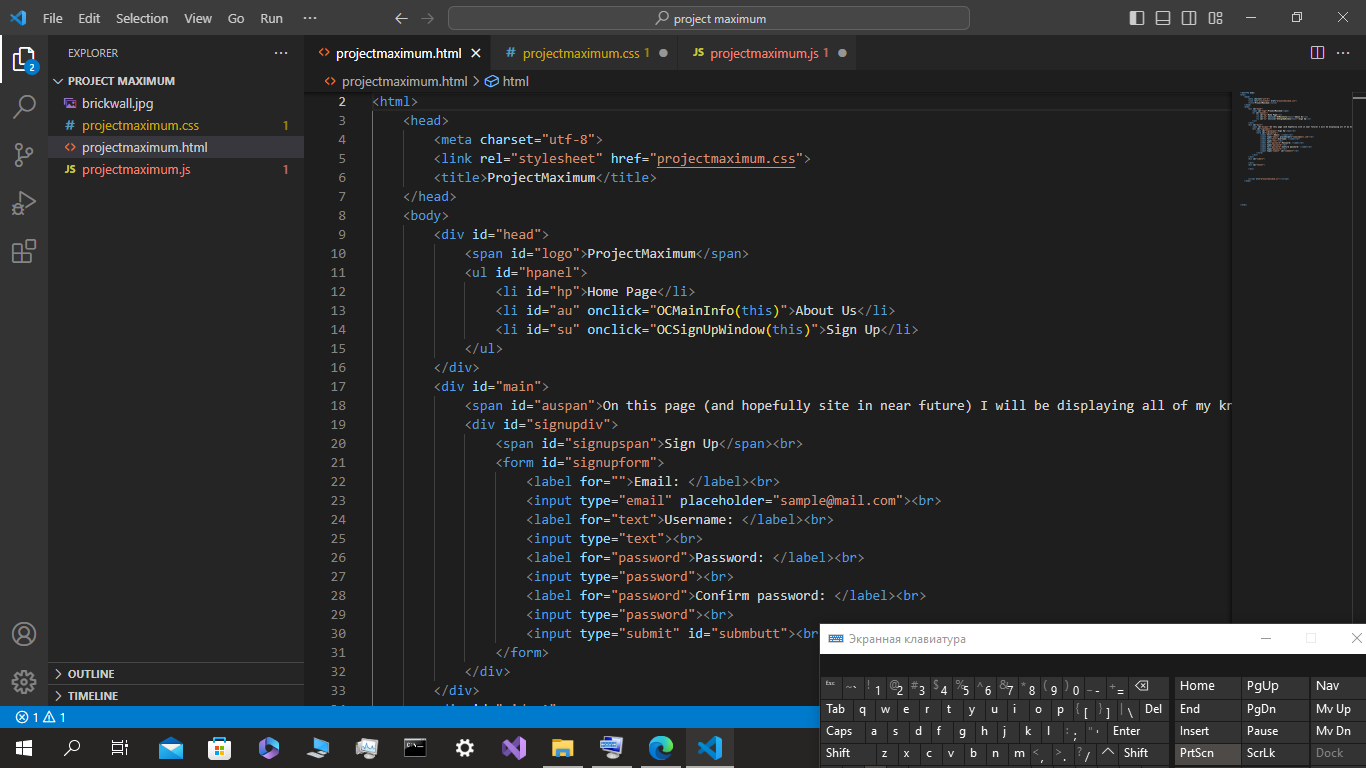 File Edit Selection View Go Run ··· project maximum
EXPLORER ···
PROJECT MAXIMUM
brickwall.jpg
projectmaximum.css 1
projectmaximum.html
projectmaximum.js 1
OUTLINE
TIMELINE
2
projectmaximum.html projectmaximum.css 1 JS projectmaximum.js 1
projectmaximum.html > html
2 <html>
3 <head>
4 <meta charset="utf-8">
5 <link rel="stylesheet" href="projectmaximum.css">
6 <title>ProjectMaximum</title>
7 </head>
8 <body>
9 <div id="head">
10 <span id="logo">ProjectMaximum</span>
11 <ul id="hpanel">
12 <li id="hp">Home Page</li>
13 <li id="au" onclick="OCMainInfo(this)">About Us</li>
14 <li id="su" onclick="OCSignUpWindow(this)">Sign Up</li>
15 </ul>
16 </div>
17 <div id="main">
18 <span id="auspan">On this page (and hopefully site in near future) I will be displaying all of my kn
19 <div id="signupdiv">
20 <span id="signupspan">Sign Up</span><br>
21 <form id="signupform">
22 <label for="">Email: </label><br>
23 <input type="email" placeholder="sample@mail.com"><br>
24 <label for="text">Username: </label><br>
25 <input type="text"><br>
26 <label for="password">Password: </label><br>
27 <input type="password"><br>
28 <label for="password">Confirm password: </label><br>
29 <input type="password"><br>
30 <input type="submit" id="submbutt"><br
31 </form>
32 </div>
33 </div>
1 1
Экранная клавиатура
Esc ~ ` ! 1 @ 2 # 3 $ 4 % 5 ^ 6 & 7 * 8 ( 9 ) 0 _ - + = Home PgUp Nav
Tab q w e r t y u i o p { [ } ] | \ Del End PgDn Mv Up
Caps a s d f g h j k l : ; " ' Enter Insert Pause Mv Dn
Shift z x c v b n m < , > . ? / Shift PrtScn ScrLk Dock